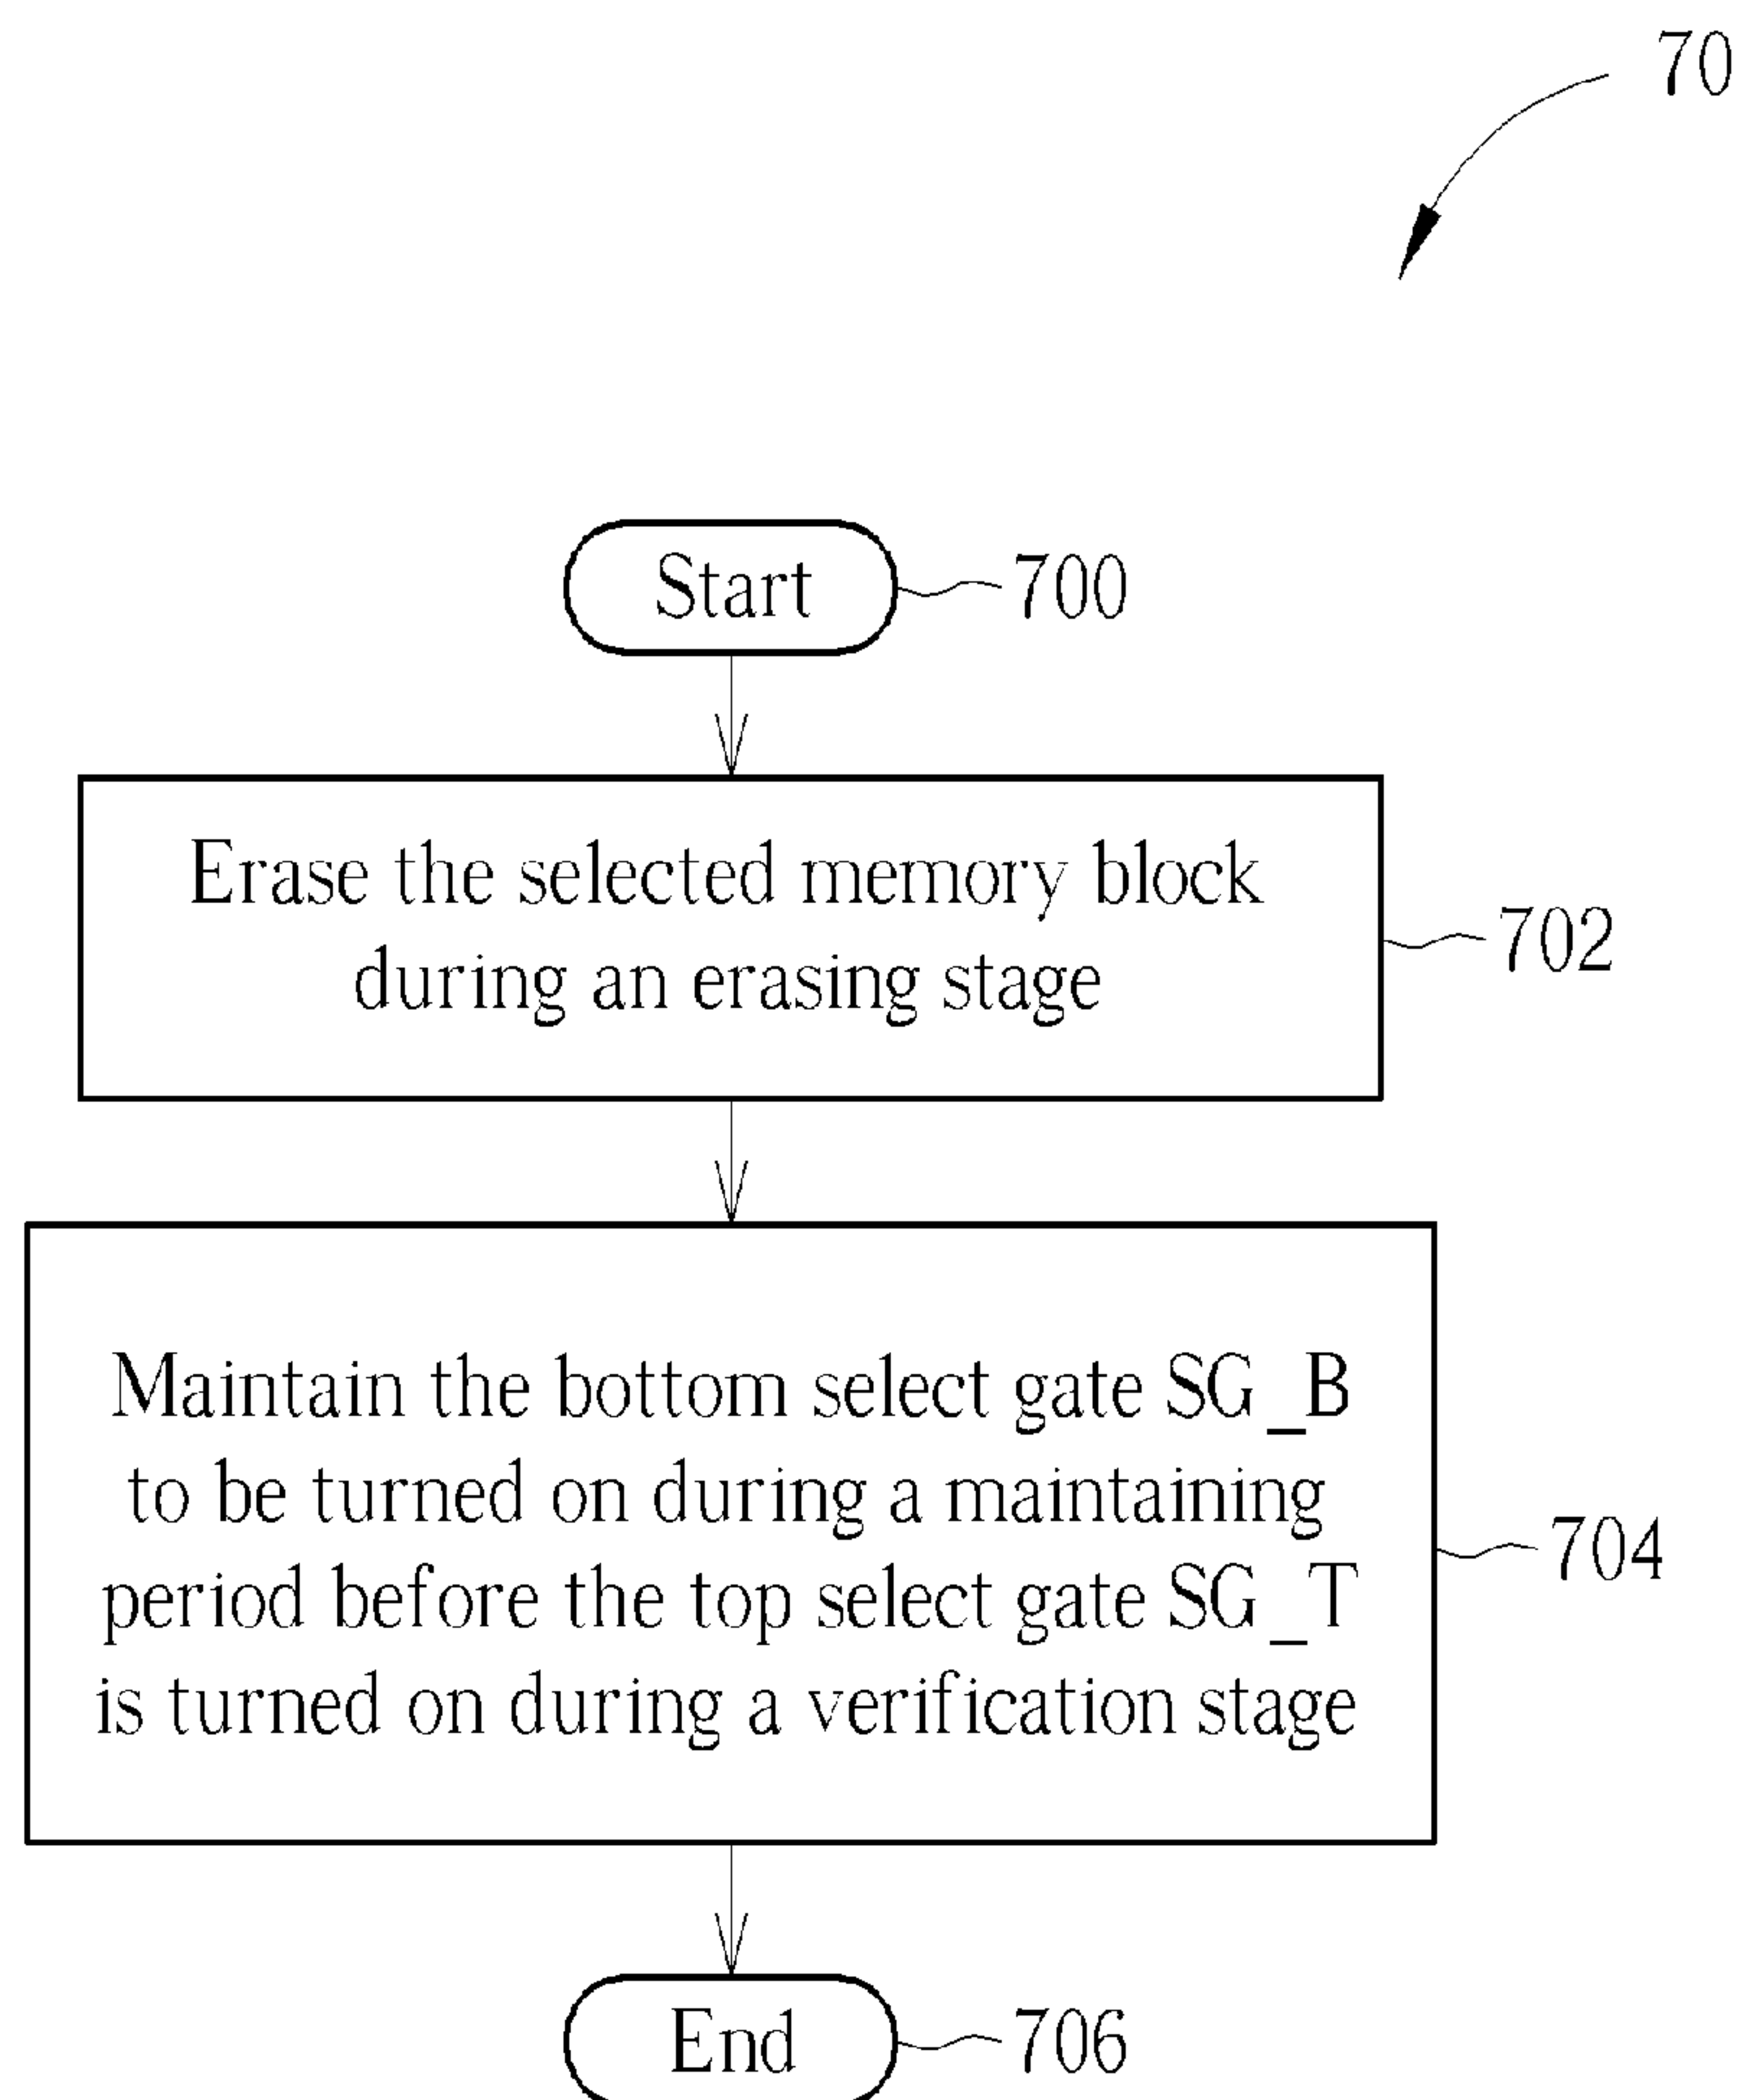 70
Start
700
Erase the selected memory block
during an erasing stage
702
Maintain the bottom select gate SG_B
to be turned on during a maintaining
period before the top select gate SG_T
is turned on during a verification stage
704
End
706